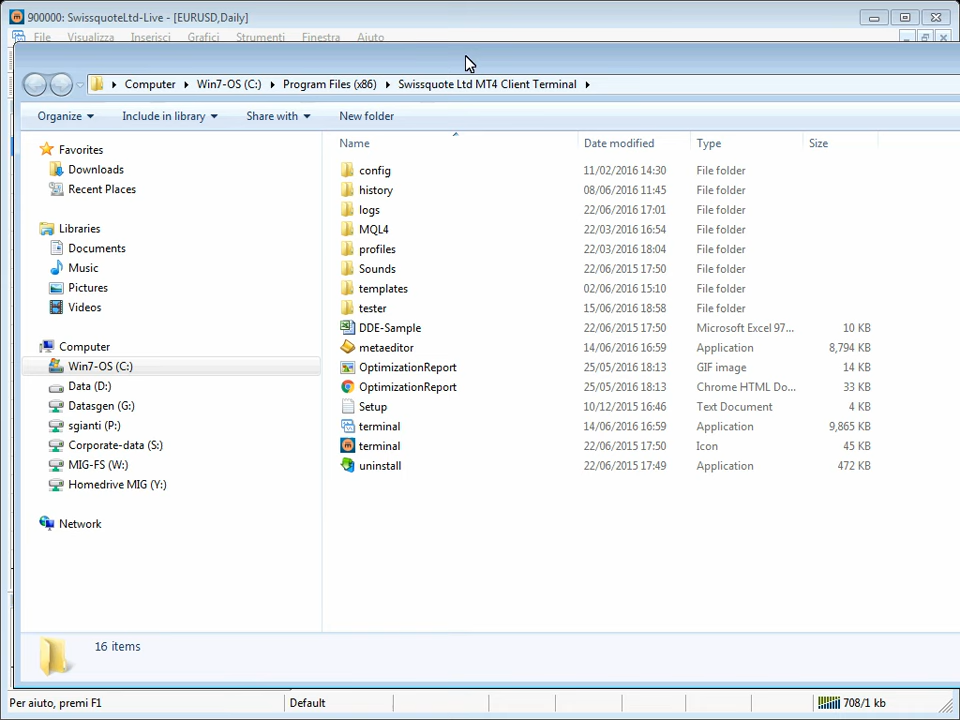 900000: SwissquoteLtd-Live - [EURUSD,Daily]
File Visualizza Inserisci Grafici Strumenti Finestra Aiuto
Computer Win7-OS (C:) Program Files (x86) Swissquote Ltd MT4 Client Terminal
Organize Include in library Share with New folder
Name Date modified Type Size
Favorites
Downloads
Recent Places
Libraries
Documents
Music
Pictures
Videos
Computer
Win7-OS (C:)
Data (D:)
Datasgen (G:)
sgianti (P:)
Corporate-data (S:)
MIG-FS (W:)
Homedrive MIG (Y:)
Network
config 11/02/2016 14:30 File folder
history 08/06/2016 11:45 File folder
logs 22/06/2016 17:01 File folder
MQL4 22/03/2016 16:54 File folder
profiles 22/03/2016 18:04 File folder
Sounds 22/06/2015 17:50 File folder
templates 02/06/2016 15:10 File folder
tester 15/06/2016 18:58 File folder
DDE-Sample 22/06/2015 17:50 Microsoft Excel 97... 10 KB
metaeditor 14/06/2016 16:59 Application 8,794 KB
OptimizationReport 25/05/2016 18:13 GIF image 14 KB
OptimizationReport 25/05/2016 18:13 Chrome HTML Do... 33 KB
Setup 10/12/2015 16:46 Text Document 4 KB
terminal 14/06/2016 16:59 Application 9,865 KB
terminal 22/06/2015 17:50 Icon 45 KB
uninstall 22/06/2015 17:49 Application 472 KB
16 items
Per aiuto, premi F1 Default 708/1 kb